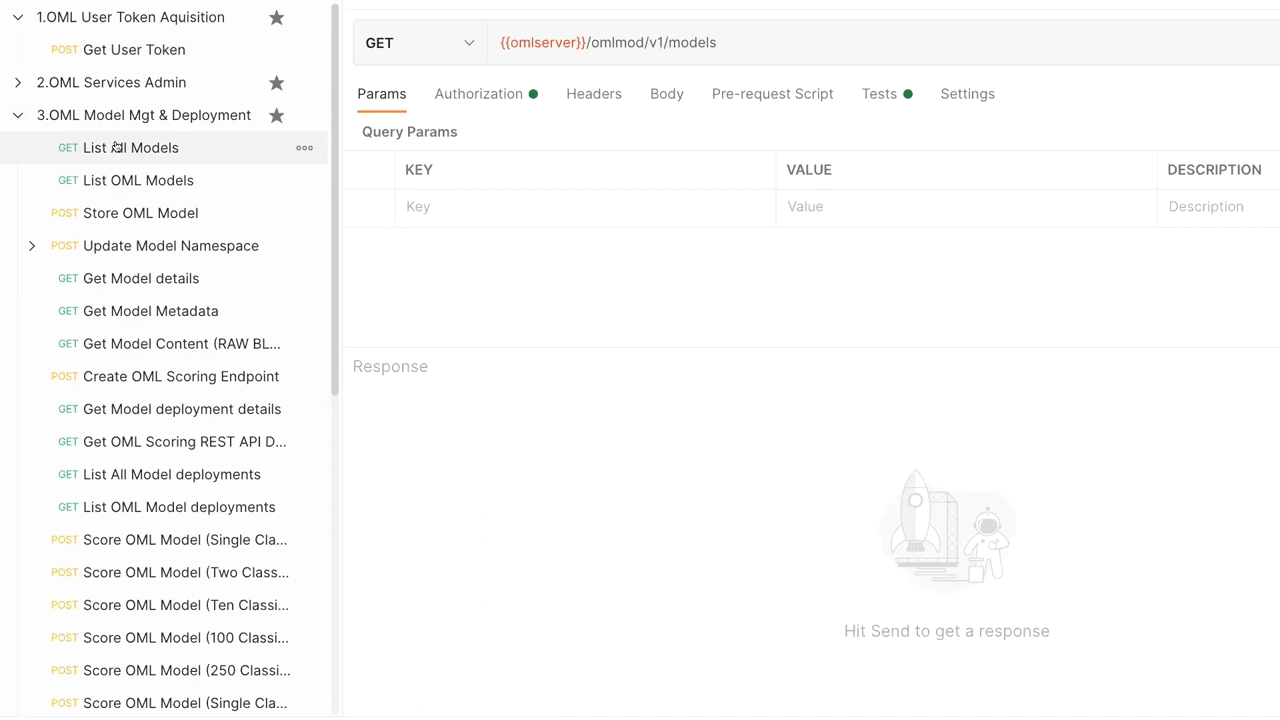 1.OML User Token Aquisition
POST Get User Token
2.OML Services Admin
3.OML Model Mgt & Deployment
GET List All Models
GET List OML Models
POST Store OML Model
POST Update Model Namespace
GET Get Model details
GET Get Model Metadata
GET Get Model Content (RAW BL...
POST Create OML Scoring Endpoint
GET Get Model deployment details
GET Get OML Scoring REST API D...
GET List All Model deployments
GET List OML Model deployments
POST Score OML Model (Single Cla...
POST Score OML Model (Two Class...
POST Score OML Model (Ten Classi...
POST Score OML Model (100 Classi...
POST Score OML Model (250 Classi...
POST Score OML Model (Single Cla...
GET {{omlserver}}/omlmod/v1/models
Params Authorization Headers Body Pre-request Script Tests Settings
Query Params
KEY VALUE DESCRIPTION
Key Value Description
Response
Hit Send to get a response